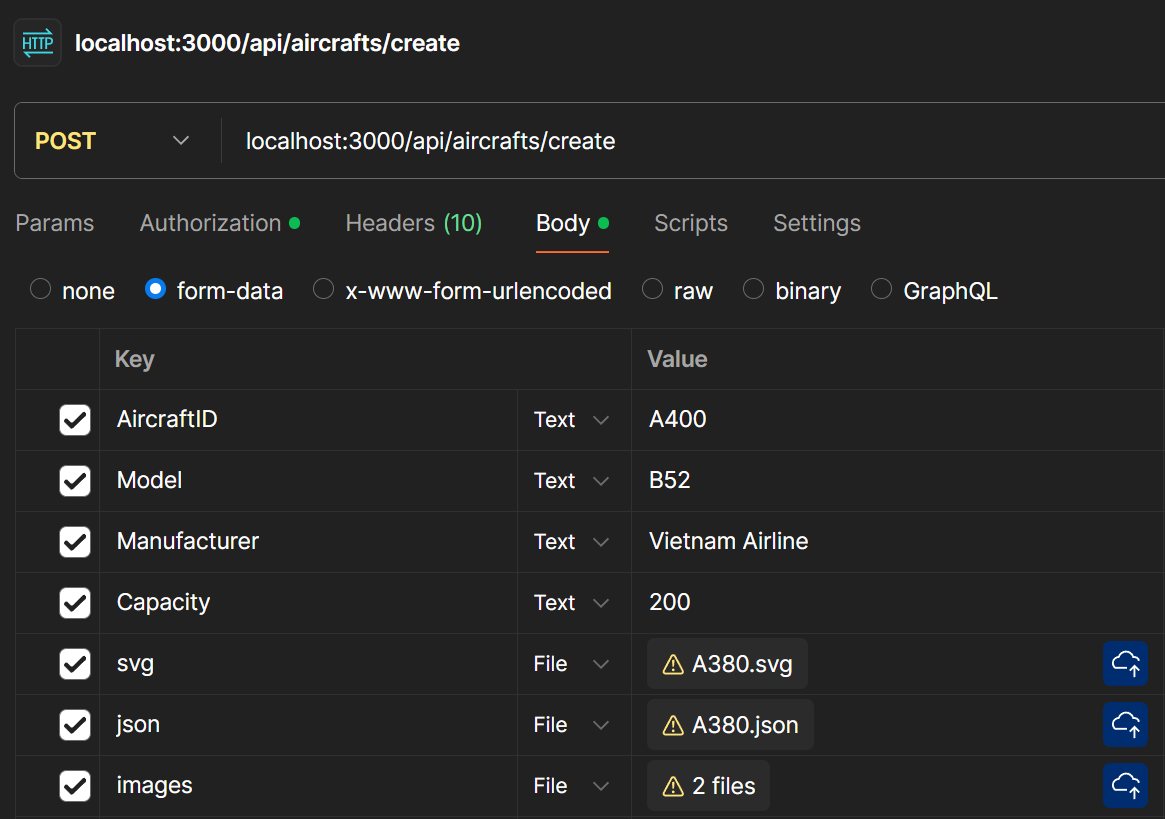 HTTP localhost:3000/api/aircrafts/create
POST localhost:3000/api/aircrafts/create
Params Authorization Headers (10) Body Scripts Settings
none form-data x-www-form-urlencoded raw binary GraphQL
Key Value
AircraftID Text A400
Model Text B52
Manufacturer Text Vietnam Airline
Capacity Text 200
svg File A380.svg
json File A380.json
images File 2 files